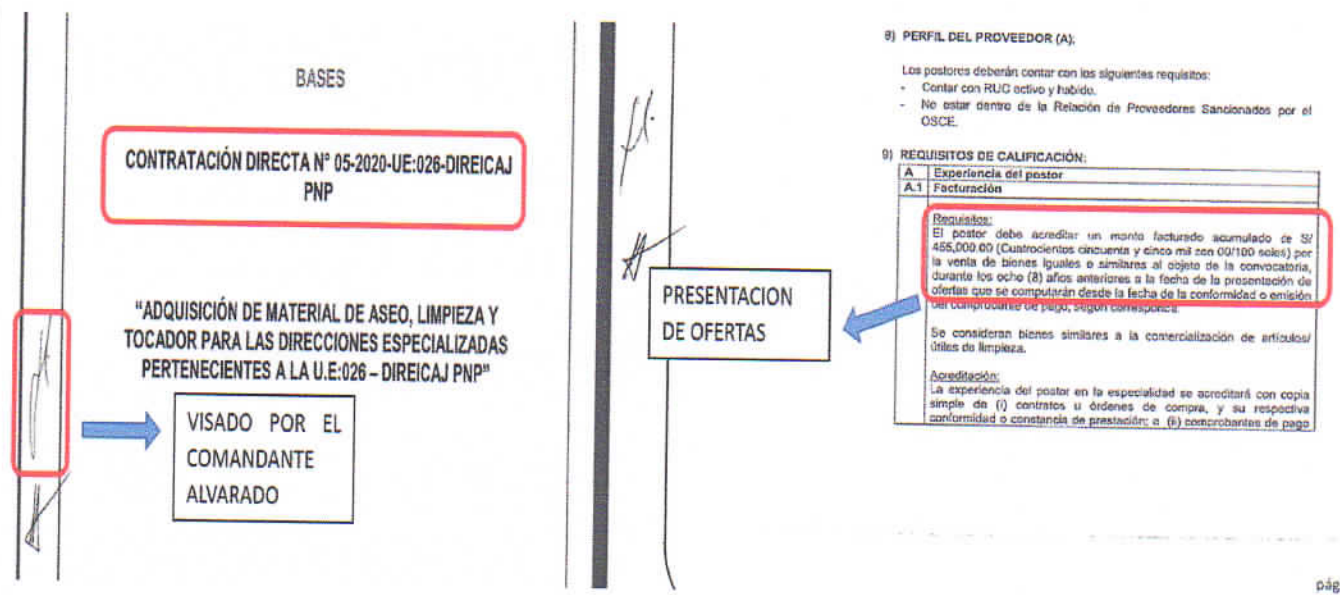 BASES
CONTRATACIÓN DIRECTA N° 05-2020-UE:026-DIREICAJ
PNP
"ADQUISICIÓN DE MATERIAL DE ASEO, LIMPIEZA Y
TOCADOR PARA LAS DIRECCIONES ESPECIALIZADAS
PERTENECIENTES A LA U.E:026 – DIREICAJ PNP"
VISADO POR EL
COMANDANTE
ALVARADO
PRESENTACION
DE OFERTAS
8) PERFIL DEL PROVEEDOR (A):
Los postores deberán contar con los siguientes requisitos:
- Contar con RUC activo y habido.
- No estar dentro de la Relación de Proveedores Sancionados por el
OSCE.
9) REQUISITOS DE CALIFICACIÓN:
A Experiencia del postor
A.1 Facturación
Requisitos:
El postor debe acreditar un monto facturado acumulado de S/
455,000.00 (Cuatrocientos cincuenta y cinco mil con 00/100 soles) por
la venta de bienes iguales o similares al objeto de la convocatoria,
durante los ocho (8) años anteriores a la fecha de la presentación de
ofertas que se computarán desde la fecha de la conformidad o emisión
del comprobante de pago, según corresponda.
Se consideran bienes similares a la comercialización de artículos/
útiles de limpieza.
Acreditación:
La experiencia del postor en la especialidad se acreditará con copia
simple de (i) contratos u órdenes de compra, y su respectiva
conformidad o constancia de prestación; o (ii) comprobantes de pago
pág